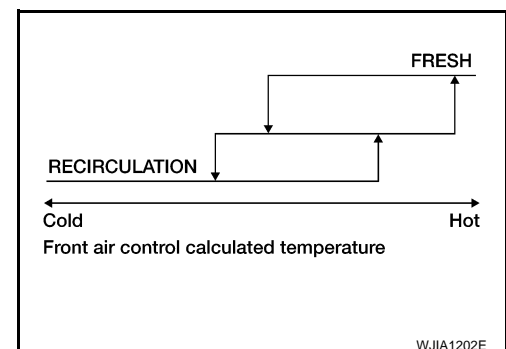 FRESH
RECIRCULATION
Cold Hot
Front air control calculated temperature
WJIA1202E